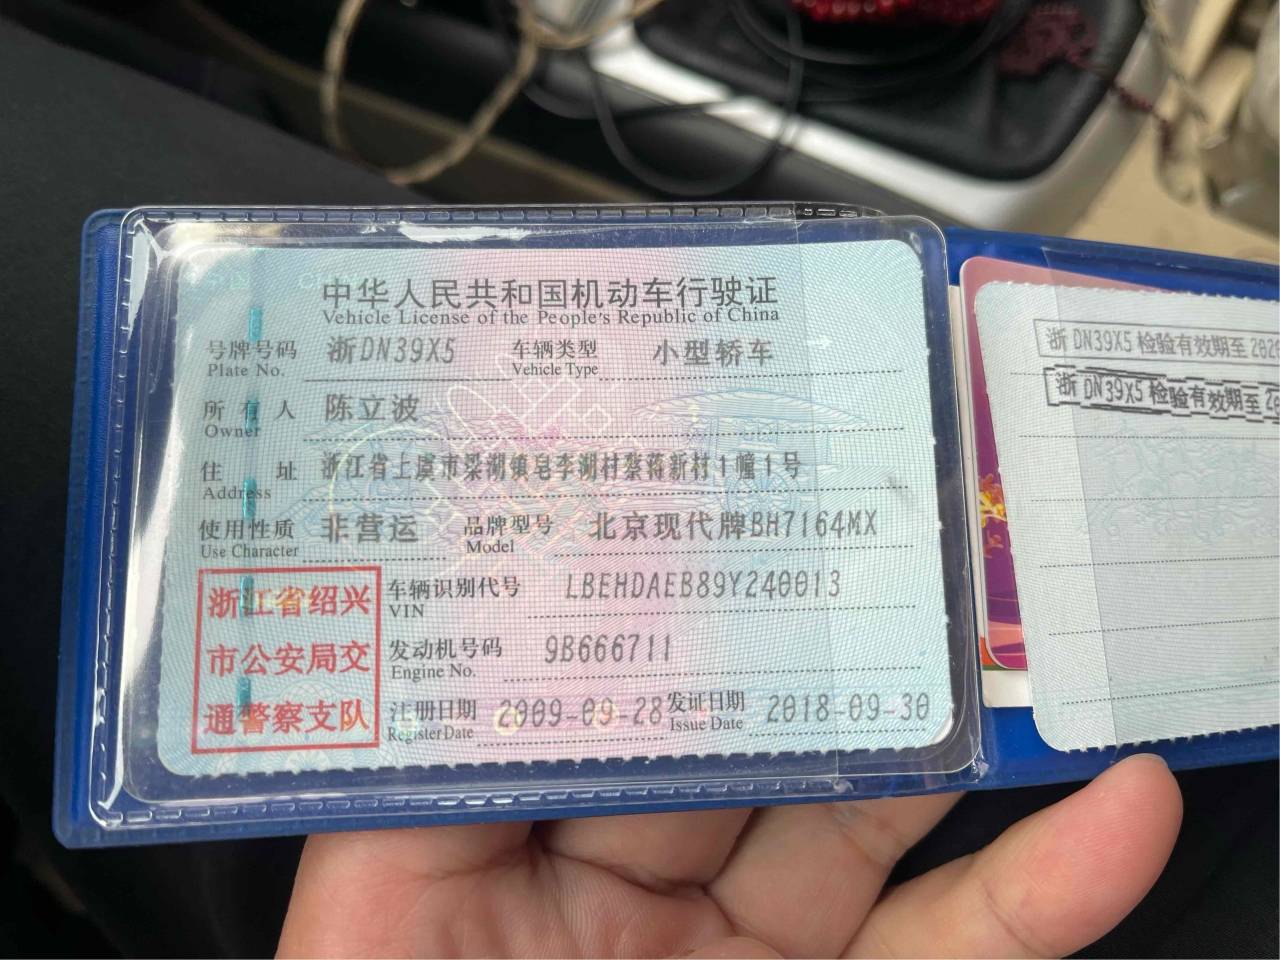 中华人民共和国机动车行驶证
Vehicle License of the People's Republic of China
号牌号码 浙DN39X5 车辆类型 小型轿车
Plate No. Vehicle Type
所有人 陈立波
Owner
住址 浙江省上虞市梁湖镇皂李湖村蔡蒋新村1幢1号
Address
使用性质 非营运 品牌型号 北京现代牌BH7164MX
Use Character Model
浙江省绍兴
市公安局交
通警察支队
车辆识别代号 LBEHDAEB89Y240013
VIN
发动机号码 9B666711
Engine No.
注册日期 2009-09-28 发证日期 2018-09-30
Register Date Issue Date
浙DN39X5 检验有效期至
浙DN39X5 检验有效期至